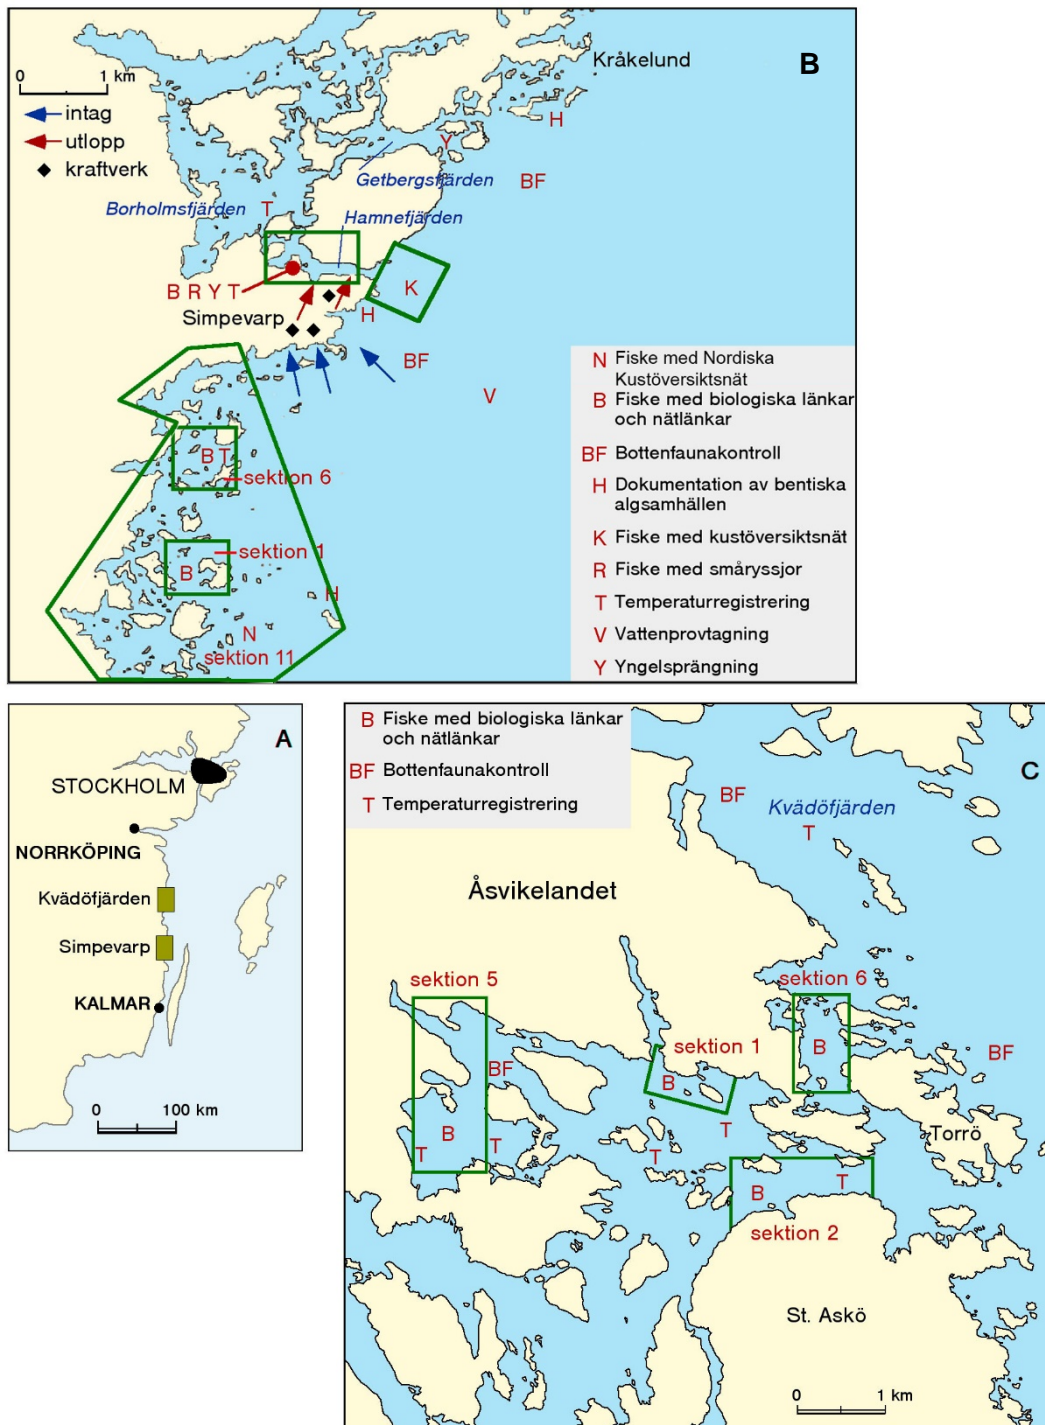 Kråkelund
B
0 1 km
intag
utlopp
kraftverk
H
Y
Getbergsfjärden
BF
Borholmsfjärden
T
Hamnefjärden
B R Y T
K
Simpevarp
H
BF
V
B T
sektion 6
sektion 1
B
H
N
sektion 11
N Fiske med Nordiska
Kustöversiktsnät
B Fiske med biologiska länkar
och nätlänkar
BF Bottenfaunakontroll
H Dokumentation av bentiska
algsamhällen
K Fiske med kustöversiktsnät
R Fiske med småryssjor
T Temperaturregistrering
V Vattenprovtagning
Y Yngelsprängning
A
STOCKHOLM
NORRKÖPING
Kvädöfjärden
Simpevarp
KALMAR
0 100 km
B Fiske med biologiska länkar
och nätlänkar
BF Bottenfaunakontroll
T Temperaturregistrering
C
BF
Kvädöfjärden
T
Åsvikelandet
sektion 5
sektion 6
sektion 1
B
BF
BF
B
B
T
T
T
T
Torrö
B
T
sektion 2
St. Askö
0 1 km